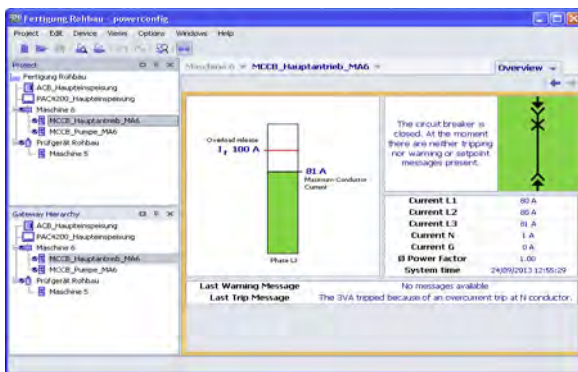 Fertigung Rohbau - powerconfig
Project Edit Device Views Options Windows Help
Project
Fertigung Rohbau
ACB_Haupteinspeisung
PAC4200_Haupteinspeisung
Maschine 6
MCCB_Hauptantrieb_MA6
MCCB_Pumpe_MA6
Prüfgerät Rohbau
Maschine 5
Gateway Hierarchy
ACB_Haupteinspeisung
PAC4200_Haupteinspeisung
Maschine 6
MCCB_Hauptantrieb_MA6
MCCB_Pumpe_MA6
Prüfgerät Rohbau
Maschine 5
Maschine 6 MCCB_Hauptantrieb_MA6
Overview
Overload release
Ir 100 A
81 A
Maximum Conductor
Current
Phase L3
The circuit breaker is
closed. At the moment
there are neither tripping
nor warning or setpoint
messages present.
Current L1 80 A
Current L2 80 A
Current L3 81 A
Current N 1 A
Current G 0 A
Ø Power Factor 1.00
System time 24/09/2013 12:55:29
Last Warning Message No messages available
Last Trip Message The 3VA tripped because of an overcurrent trip at N conductor.